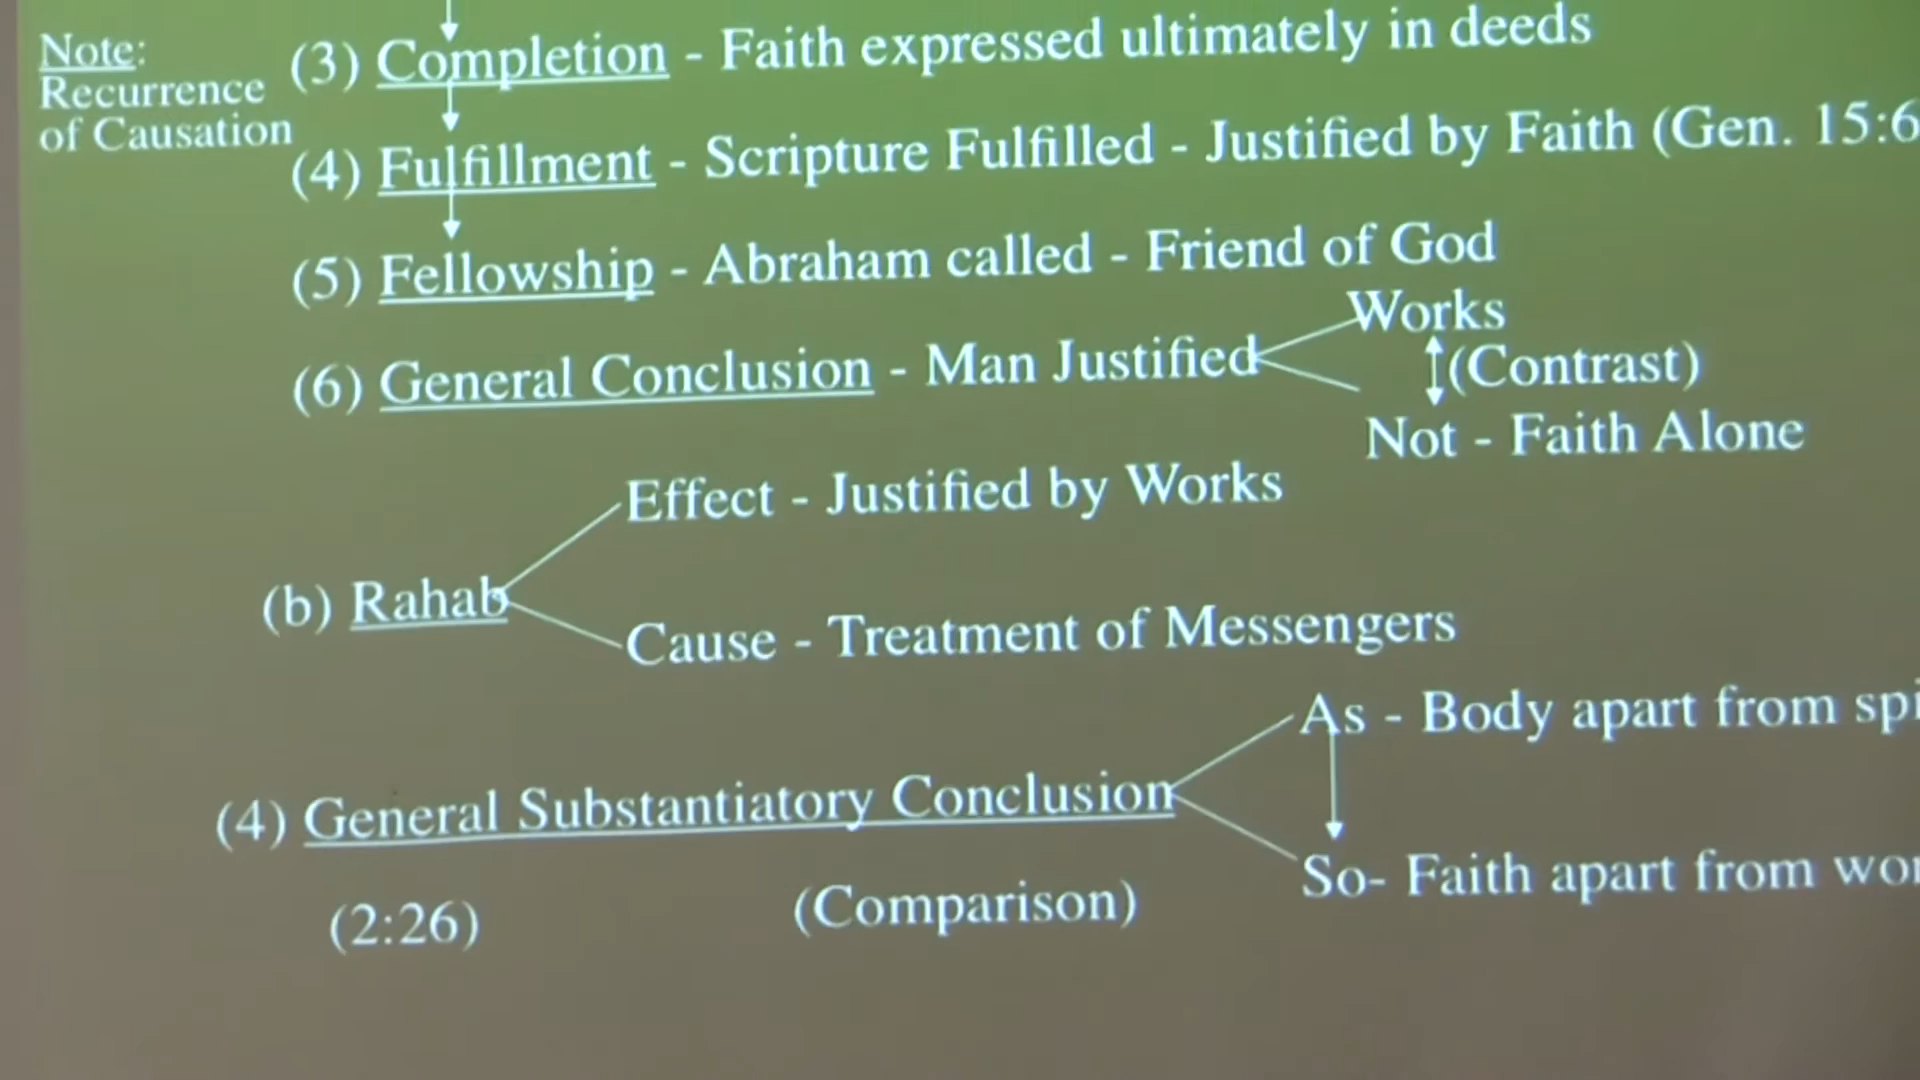 Note:
Recurrence
of Causation
(3) Completion - Faith expressed ultimately in deeds
(4) Fulfillment - Scripture Fulfilled - Justified by Faith (Gen. 15:6
(5) Fellowship - Abraham called - Friend of God
(6) General Conclusion - Man Justified
Works
(Contrast)
Not - Faith Alone
(b) Rahab
Effect - Justified by Works
Cause - Treatment of Messengers
(4) General Substantiatory Conclusion
(2:26)
(Comparison)
As - Body apart from
So- Faith apart from